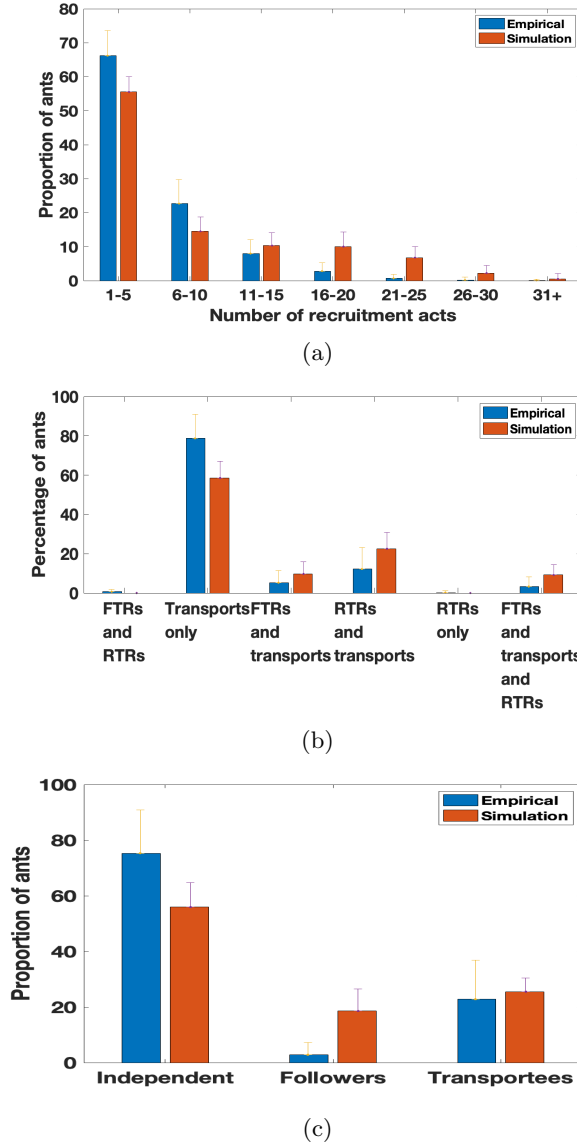 80
70
60
50
40
30
20
10
0
Proportion of ants
Empirical
Simulation
1-5 6-10 11-15 16-20 21-25 26-30 31+
Number of recruitment acts
(a)
100
80
60
40
20
0
Percentage of ants
Empirical
Simulation
FTRs Transports FTRs RTRs RTRs FTRs
and only and and only and
RTRs transports transports transports
and
RTRs
(b)
100
80
60
40
20
0
Proportion of ants
Empirical
Simulation
Independent Followers Transportees
(c)